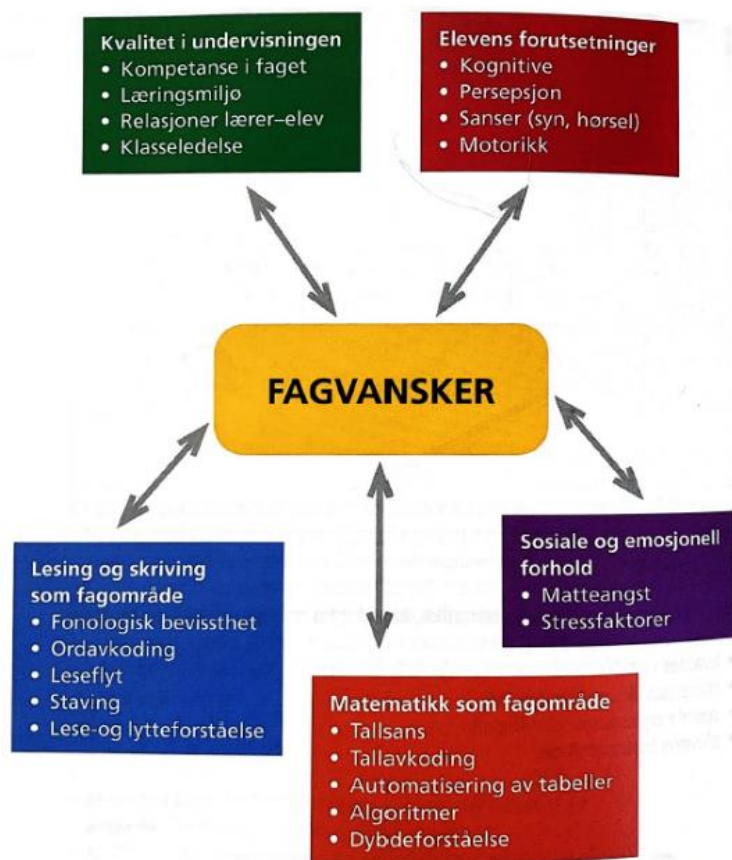 Kvalitet i undervisningen
• Kompetanse i faget
• Læringsmiljø
• Relasjoner lærer–elev
• Klasseledelse
Elevens forutsetninger
• Kognitive
• Persepsjon
• Sanser (syn, hørsel)
• Motorikk
FAGVANSKER
Lesing og skriving
som fagområde
• Fonologisk bevissthet
• Ordavkoding
• Leseflyt
• Staving
• Lese-og lytteforståelse
Sosiale og emosjonell
forhold
• Matteangst
• Stressfaktorer
Matematikk som fagområde
• Tallsans
• Tallavkoding
• Automatisering av tabeller
• Algoritmer
• Dybdeforståelse